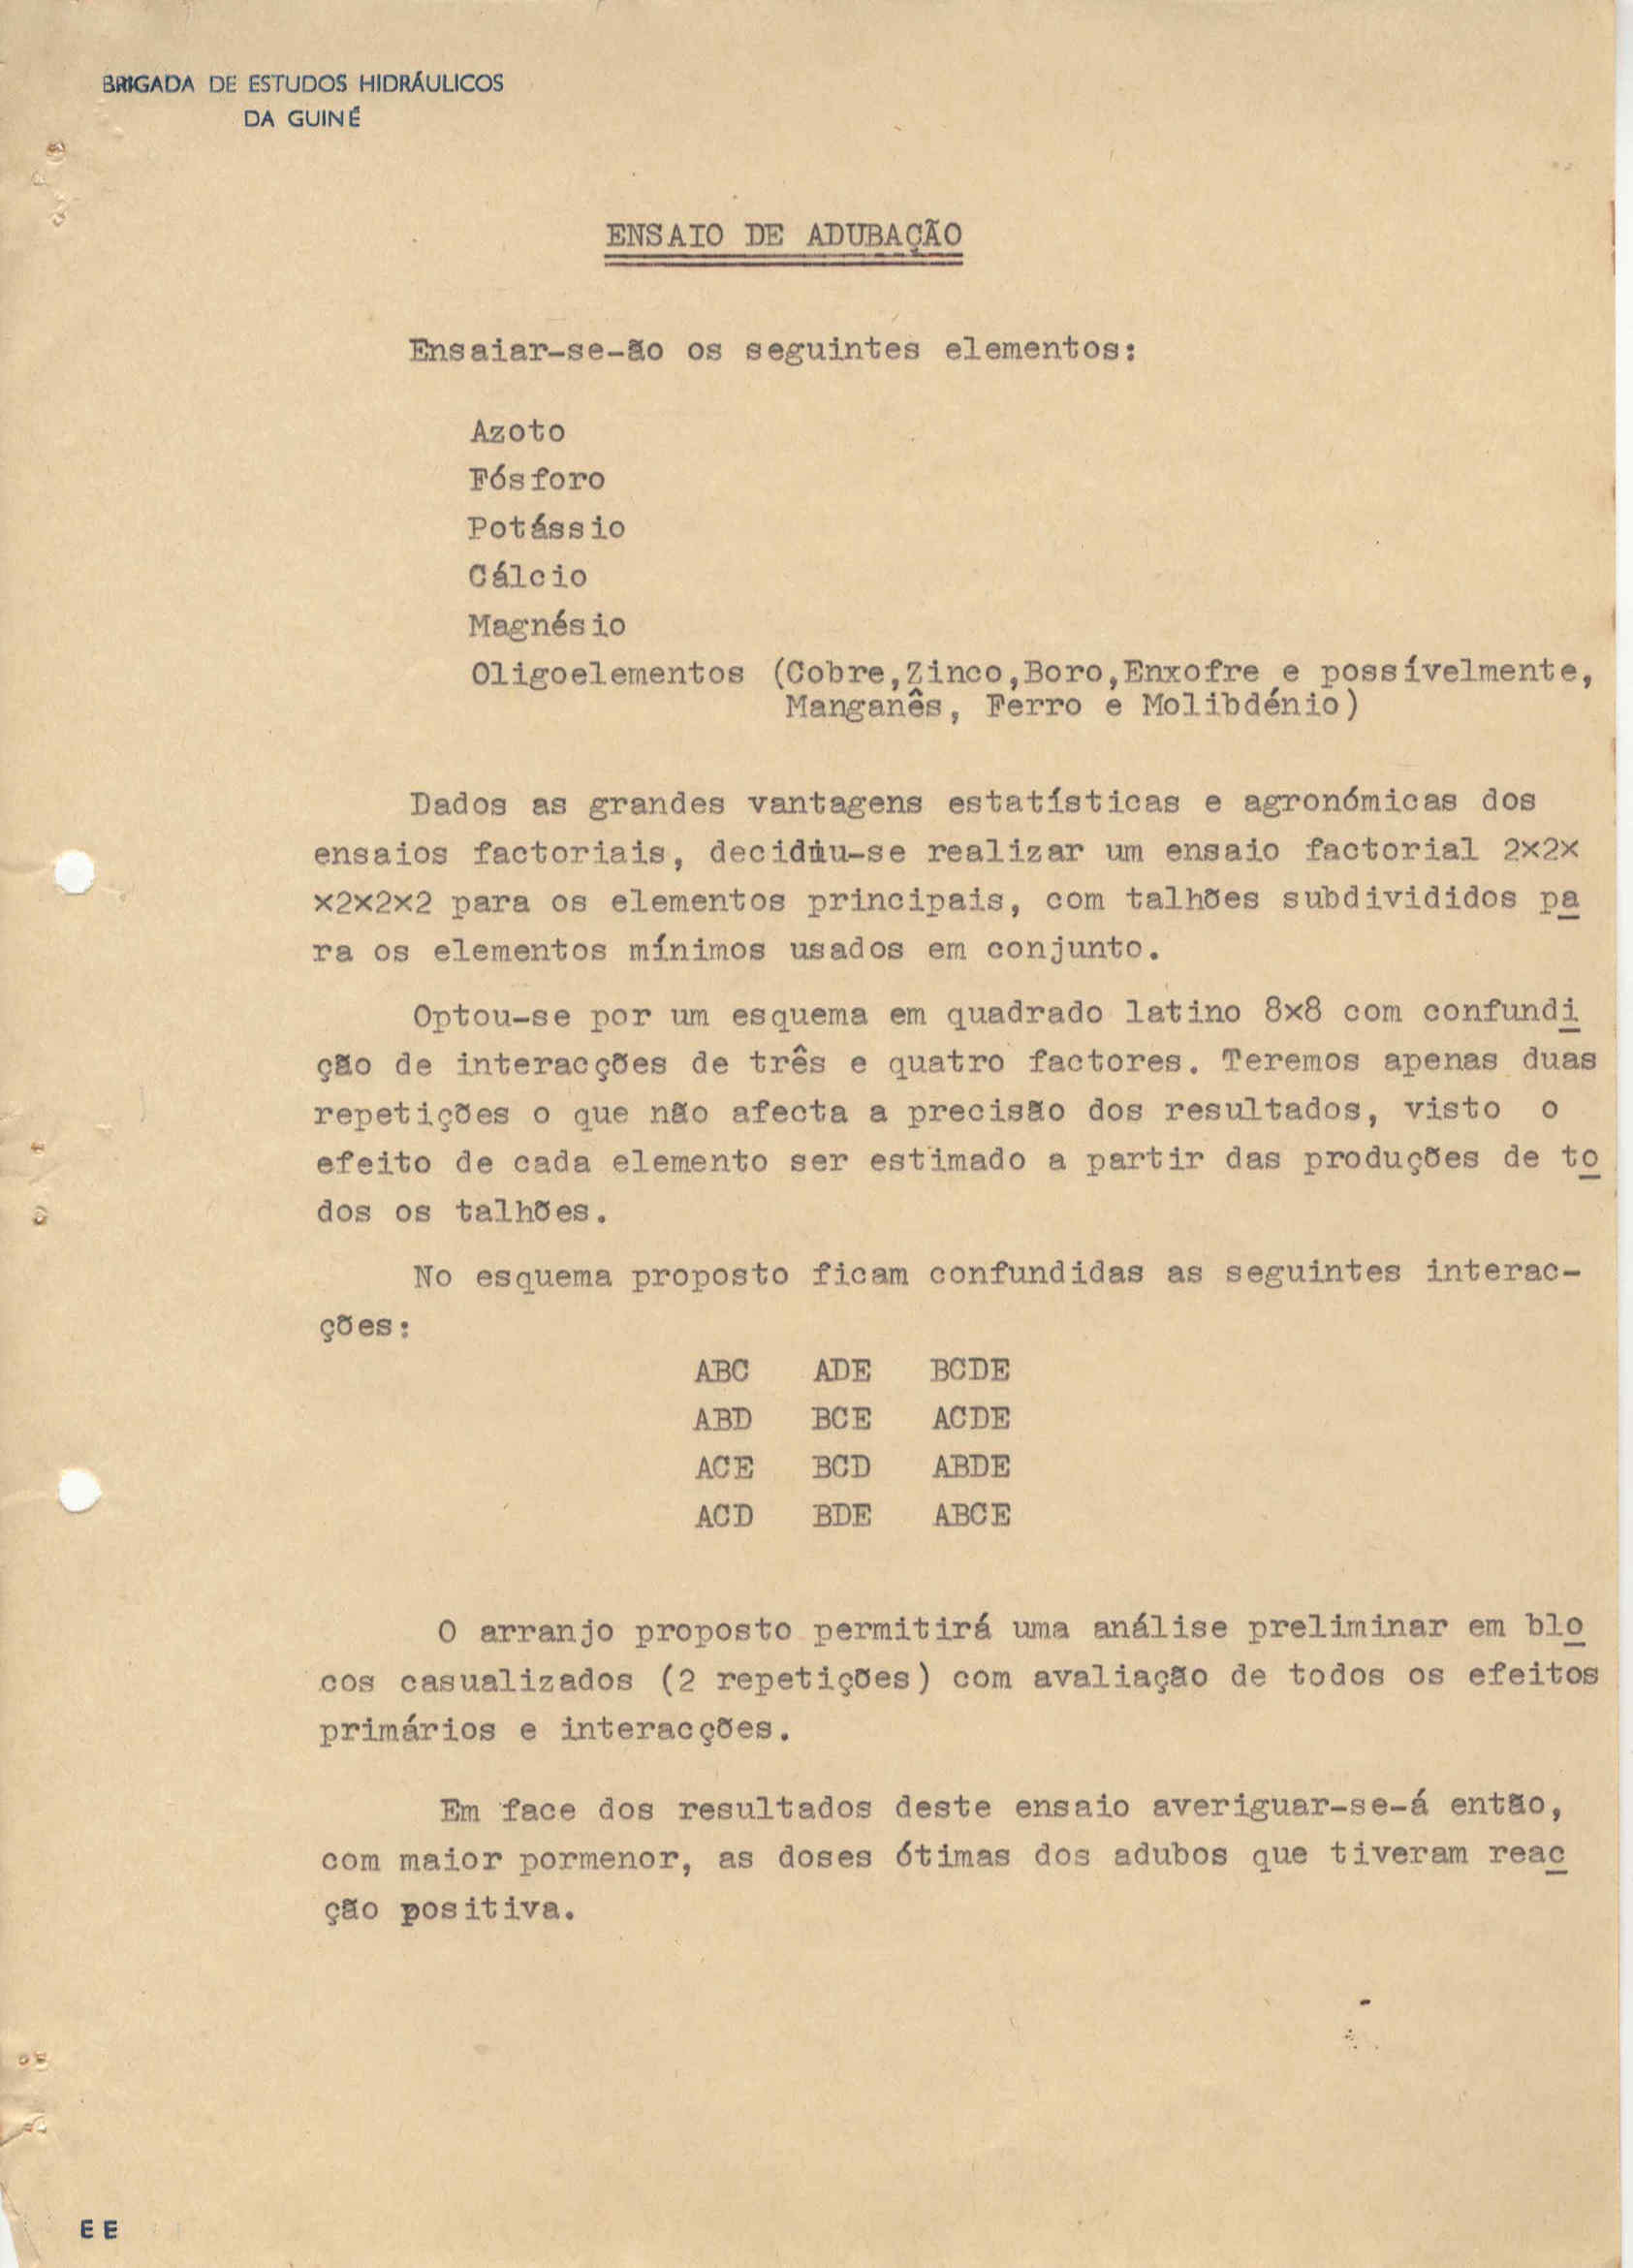 BRIGADA DE ESTUDOS HIDRÁULICOS
DA GUINÉ
ENSAIO DE ADUBAÇÃO
Ensaiar-se-ão os seguintes elementos:
Azoto
Fósforo
Potássio
Cálcio
Magnésio
Oligoelementos (Cobre,Zinco,Boro,Enxofre e possívelmente,
Manganês, Ferro e Molibdénio)
Dados as grandes vantagens estatísticas e agronómicas dos
ensaios factoriais, decidiu-se realizar um ensaio factorial 2x2x
x2x2x2 para os elementos principais, com talhões subdivididos pa
ra os elementos mínimos usados em conjunto.
Optou-se por um esquema em quadrado latino 8x8 com confundi
ção de interacções de três e quatro factores. Teremos apenas duas
repetições o que não afecta a precisão dos resultados, visto o
efeito de cada elemento ser estimado a partir das produções de to
dos os talhões.
No esquema proposto ficam confundidas as seguintes interac-
ções:
ABC ADE BCDE
ABD BCE ACDE
ACE BCD ABDE
ACD BDE ABCE
O arranjo proposto permitirá uma análise preliminar em blo
cos casualizados (2 repetições) com avaliação de todos os efeitos
primários e interacções.
Em face dos resultados deste ensaio averiguar-se-á então,
com maior pormenor, as doses ótimas dos adubos que tiveram reac
ção positiva.
EE